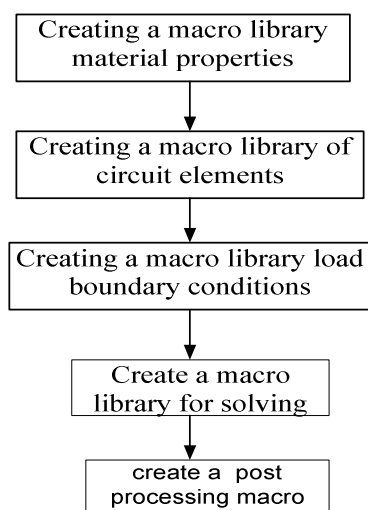 Creating a macro library
material properties
Creating a macro library of
circuit elements
Creating a macro library load
boundary conditions
Create a macro
library for solving
create a post
processing macro